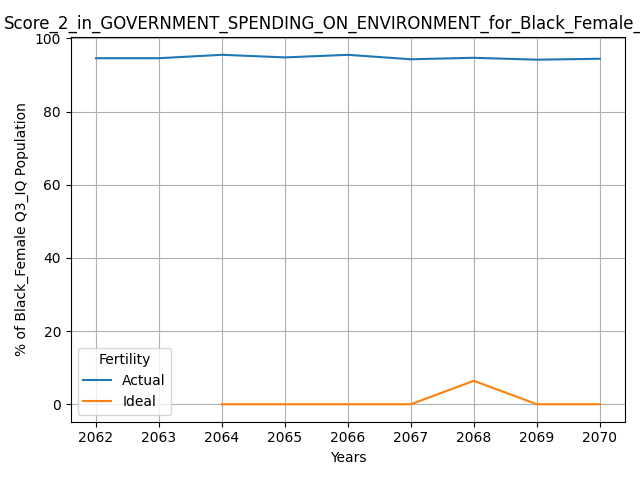 Score_2_in_GOVERNMENT_SPENDING_ON_ENVIRONMENT_for_Black_Female_
100
80
60
40
20
0
% of Black_Female Q3_IQ Population
Fertility
Actual
Ideal
2062 2063 2064 2065 2066 2067 2068 2069 2070
Years